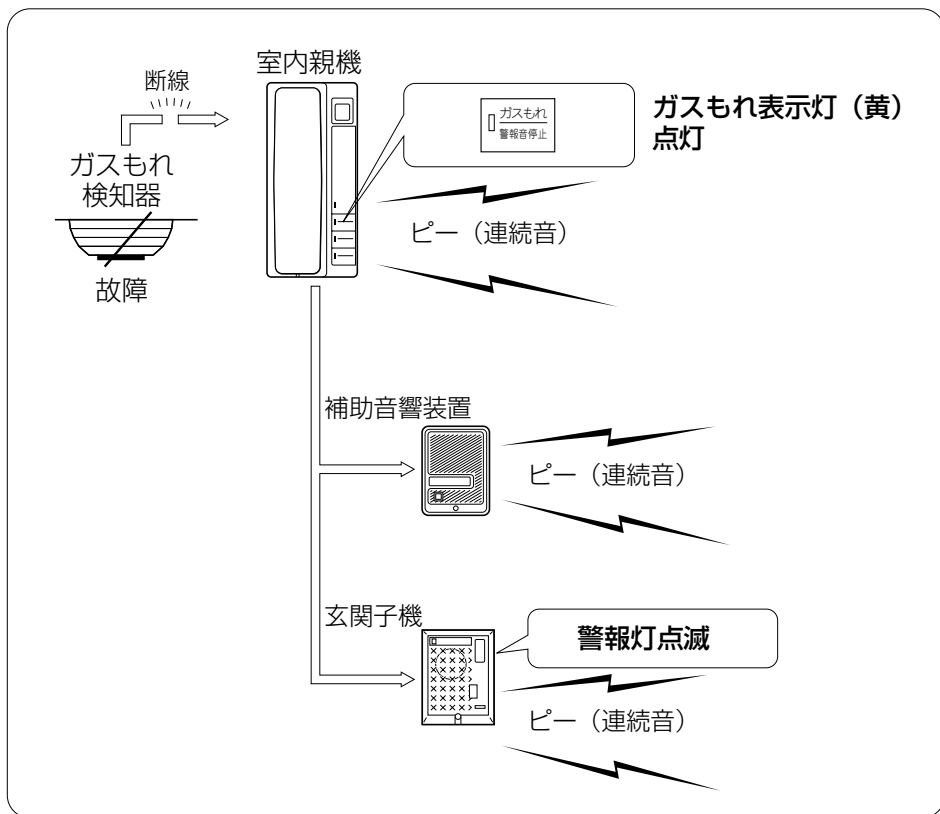 室内親機
断線
ガスもれ
警報音停止
ガスもれ表示灯（黄）
点灯
ガスもれ
検知器
故障
ピー（連続音）
補助音響装置
ピー（連続音）
玄関子機
警報灯点滅
ピー（連続音）